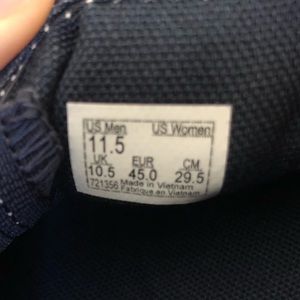 US Men US Women
11.5
UK EUR CM
10.5 45.0 29.5
721356 Made in Vietnam
Fabriqué en Vietnam